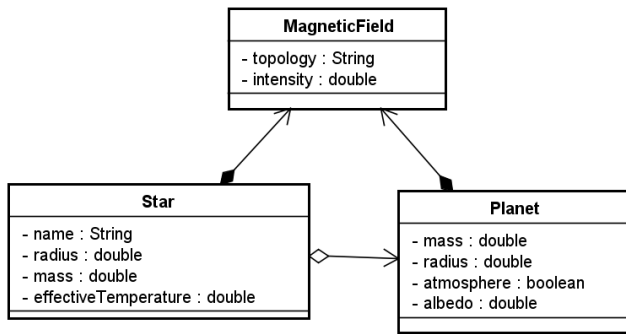 MagneticField
- topology : String
- intensity : double
Star
- name : String
- radius : double
- mass : double
- effectiveTemperature : double
Planet
- mass : double
- radius : double
- atmosphere : boolean
- albedo : double